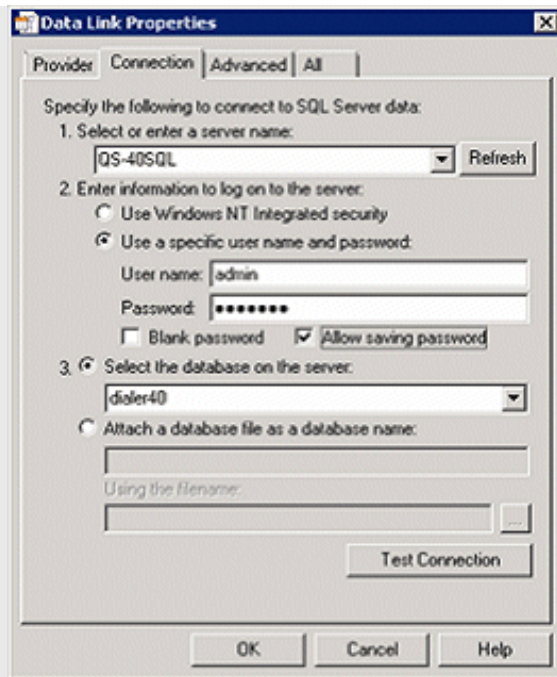 Data Link Properties
Provider Connection Advanced All
Specify the following to connect to SQL Server data:
1. Select or enter a server name:
QS-40SQL Refresh
2. Enter information to log on to the server:
Use Windows NT Integrated security
Use a specific user name and password:
User name: admin
Password: •••••••
Blank password Allow saving password
3. Select the database on the server:
dialer40
Attach a database file as a database name:
Using the filename:
...
Test Connection
OK Cancel Help